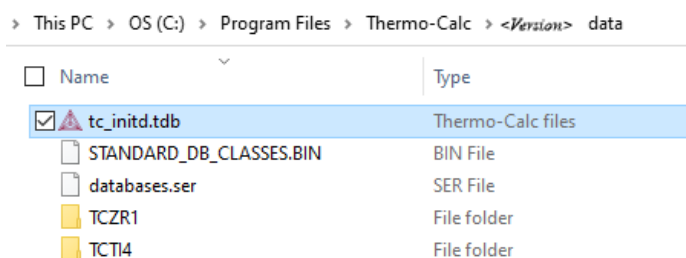 > This PC > OS (C:) > Program Files > Thermo-Calc > <Version> data
Name Type
tc_initd.tdb Thermo-Calc files
STANDARD_DB_CLASSES.BIN BIN File
databases.ser SER File
TCZR1 File folder
TCTI4 File folder